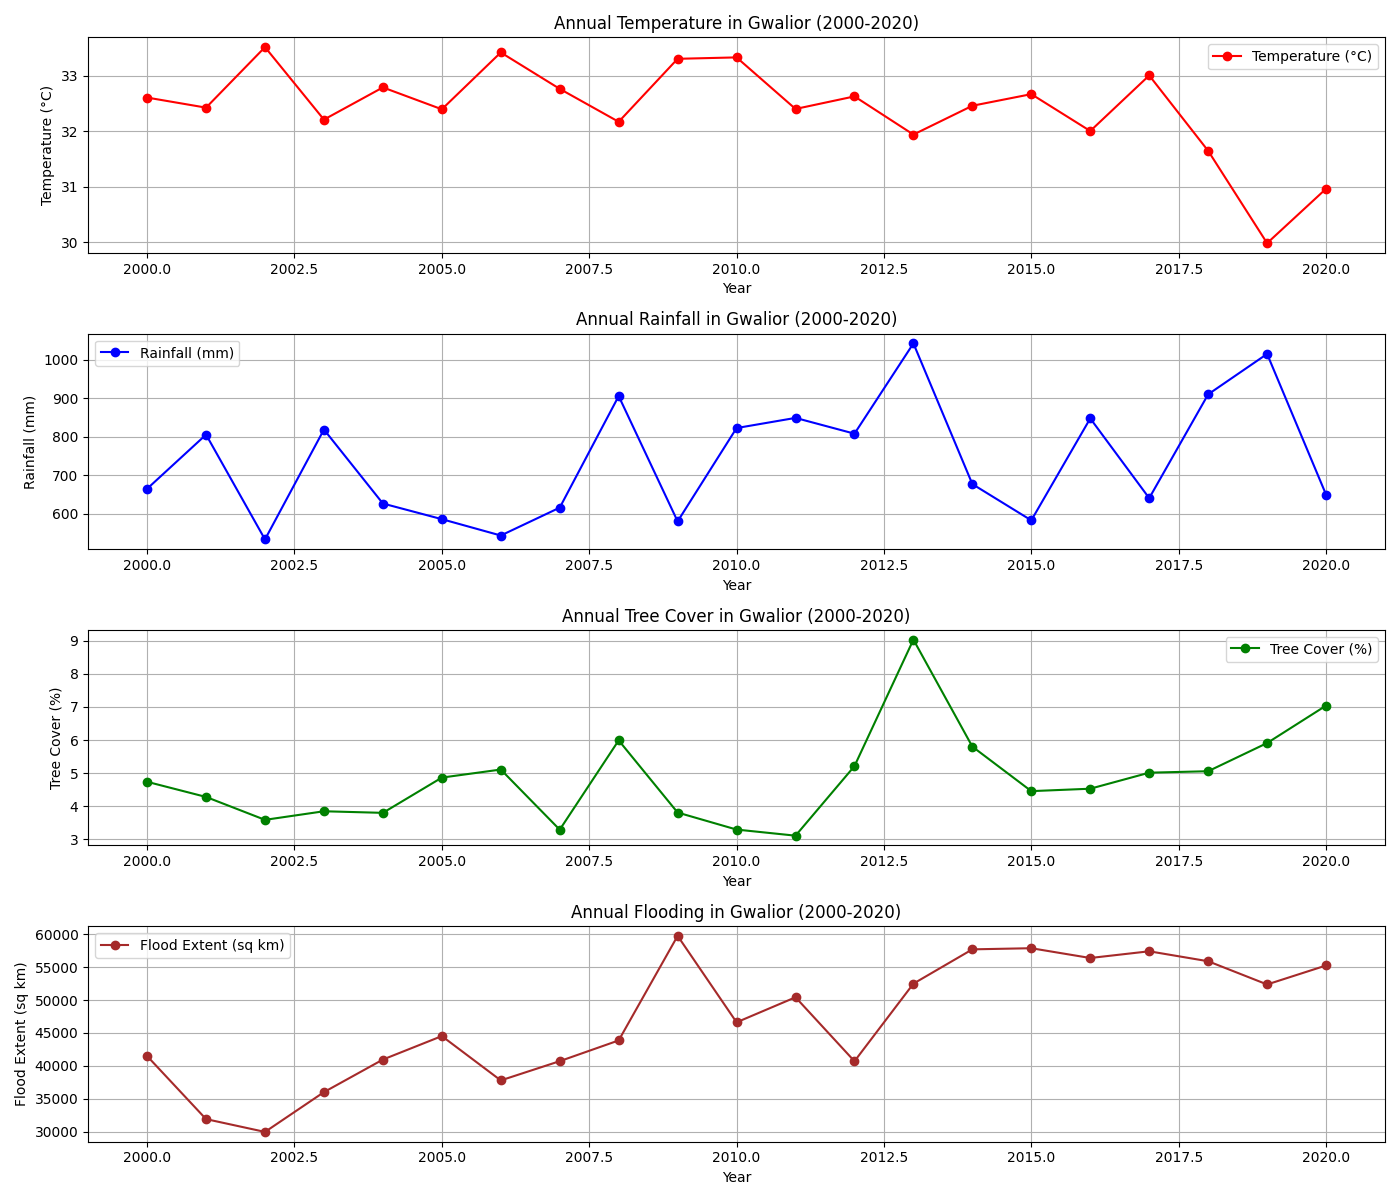 Annual Temperature in Gwalior (2000-2020)
Temperature (°C)
33
32
31
30
Temperature (°C)
2000.0 2002.5 2005.0 2007.5 2010.0 2012.5 2015.0 2017.5 2020.0
Year
Annual Rainfall in Gwalior (2000-2020)
Rainfall (mm)
1000
900
800
700
600
Rainfall (mm)
2000.0 2002.5 2005.0 2007.5 2010.0 2012.5 2015.0 2017.5 2020.0
Year
Annual Tree Cover in Gwalior (2000-2020)
Tree Cover (%)
9
8
7
6
5
4
3
Tree Cover (%)
2000.0 2002.5 2005.0 2007.5 2010.0 2012.5 2015.0 2017.5 2020.0
Year
Annual Flooding in Gwalior (2000-2020)
Flood Extent (sq km)
60000
55000
50000
45000
40000
35000
30000
Flood Extent (sq km)
2000.0 2002.5 2005.0 2007.5 2010.0 2012.5 2015.0 2017.5 2020.0
Year